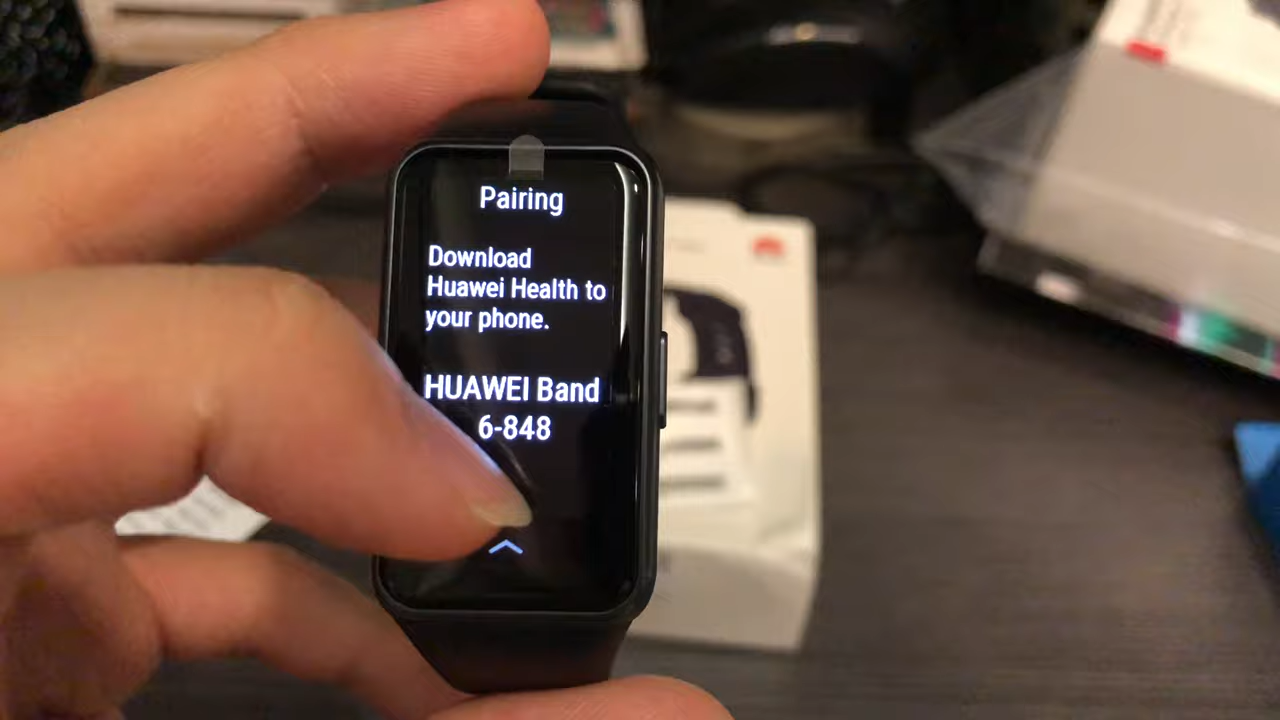 Pairing
Download
Huawei Health to
your phone.
HUAWEI Band
6-848